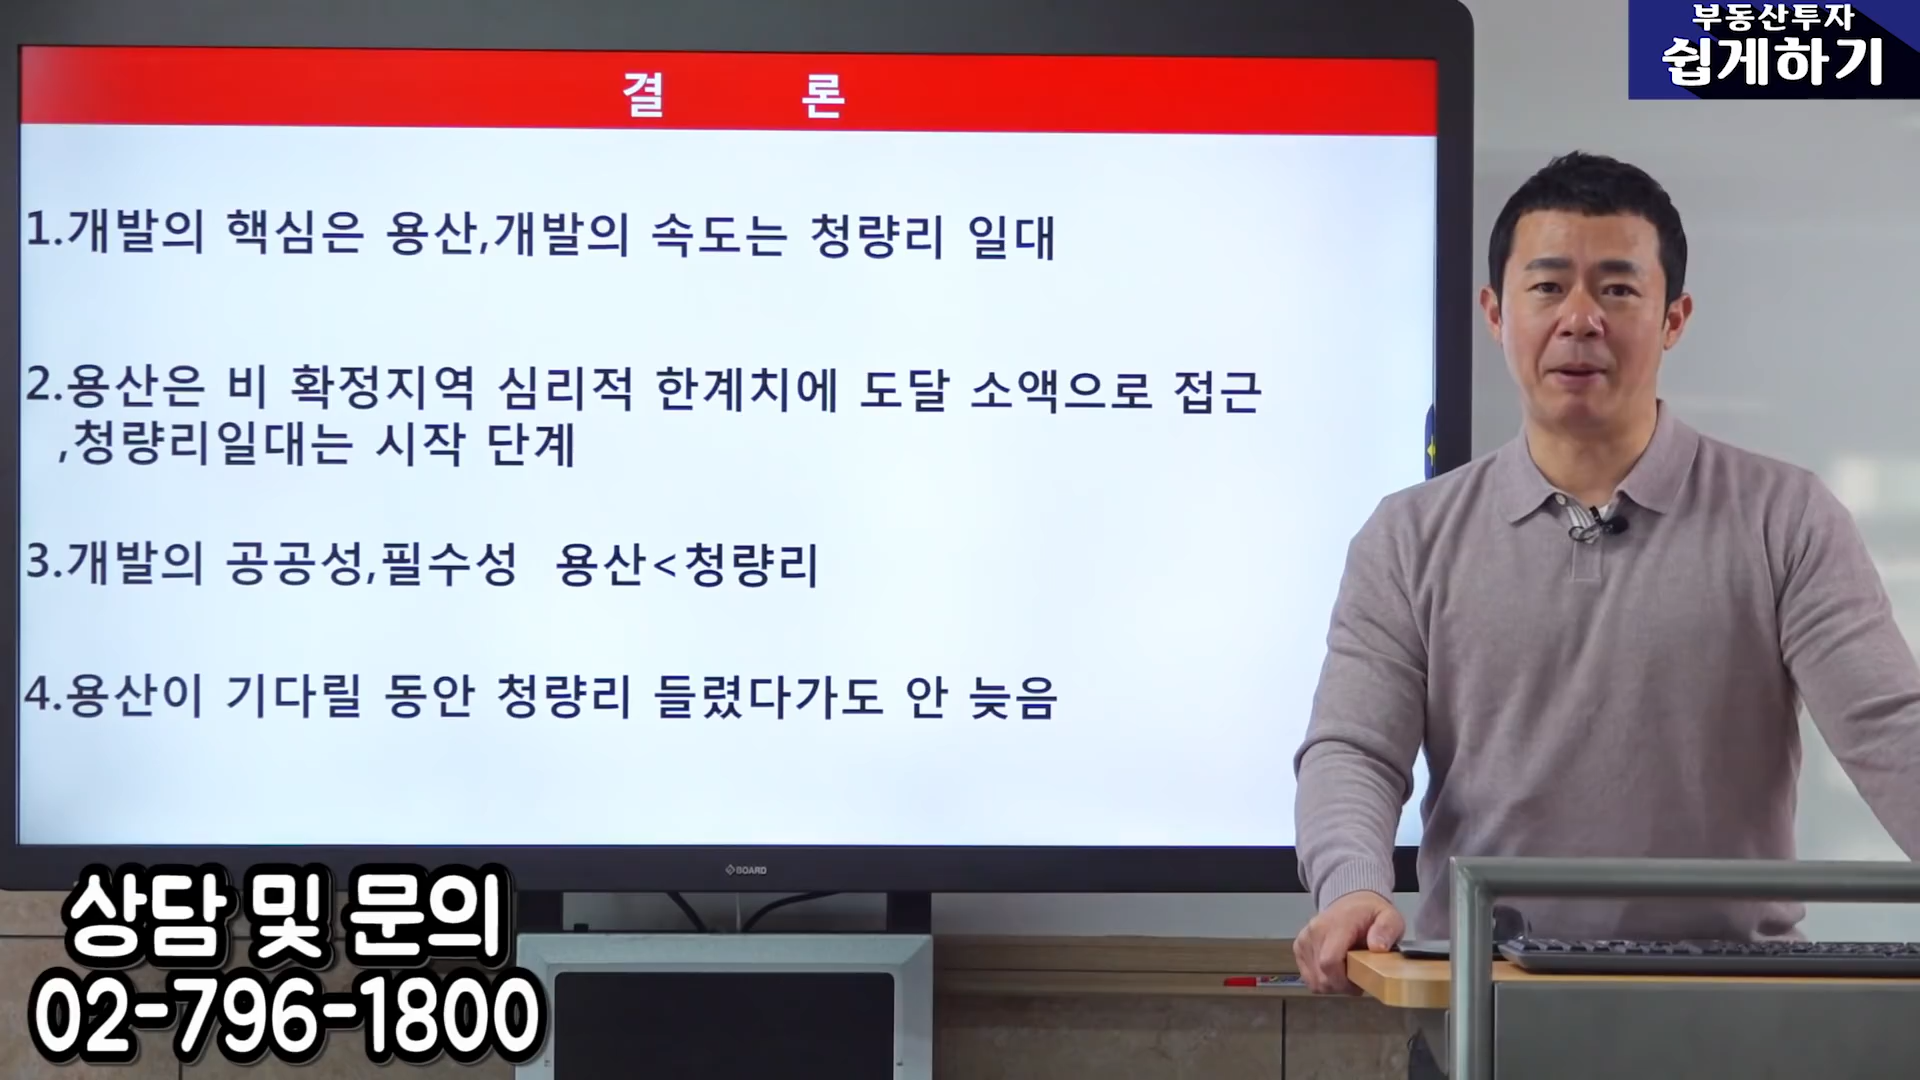 부동산투자
쉽게하기
결 론
1.개발의 핵심은 용산,개발의 속도는 청량리 일대
2.용산은 비 확정지역 심리적 한계치에 도달 소액으로 접근
,청량리일대는 시작 단계
3.개발의 공공성,필수성 용산<청량리
4.용산이 기다릴 동안 청량리 들렸다가도 안 늦음
BOARD
상담 및 문의
02-796-1800